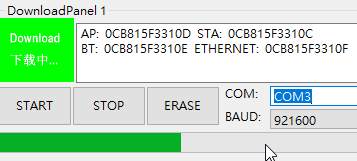 DownloadPanel 1
Download
下载中...
AP: 0CB815F3310D STA: 0CB815F3310C
BT: 0CB815F3310E ETHERNET: 0CB815F3310F
START
STOP
ERASE
COM:
COM3
BAUD:
921600